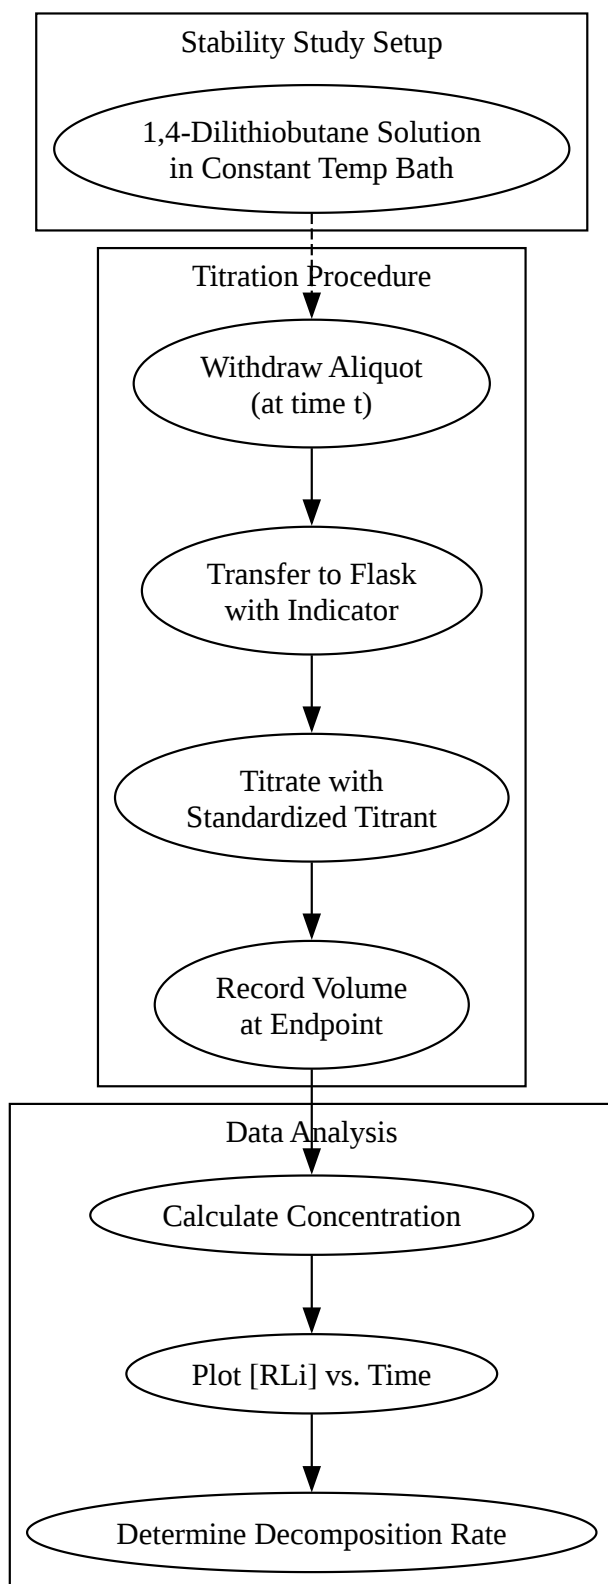 Stability Study Setup
1,4-Dilithiobutane Solution
in Constant Temp Bath
Titration Procedure
Withdraw Aliquot
(at time t)
Transfer to Flask
with Indicator
Titrate with
Standardized Titrant
Record Volume
at Endpoint
Data Analysis
Calculate Concentration
Plot [RLi] vs. Time
Determine Decomposition Rate